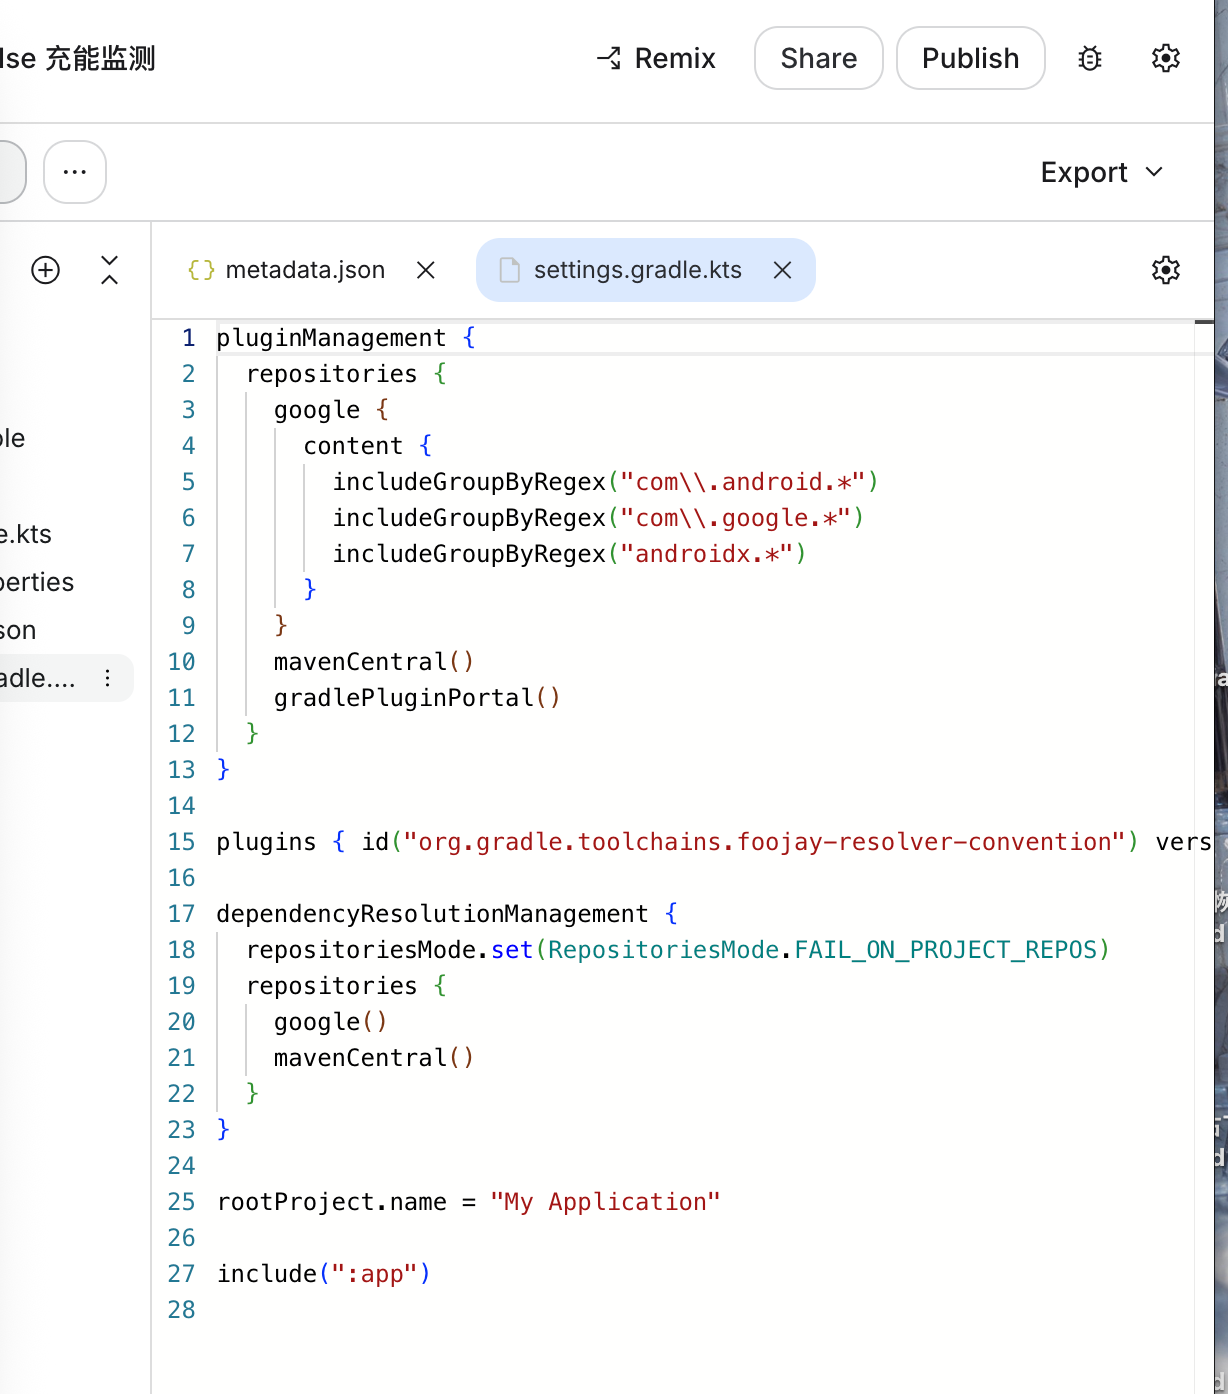 lse 充能监测
Remix
Share
Publish
...
Export
metadata.json
settings.gradle.kts
ole
e.kts
perties
son
adle....
1 pluginManagement {
2 repositories {
3 google {
4 content {
5 includeGroupByRegex("com\\.android.*")
6 includeGroupByRegex("com\\.google.*")
7 includeGroupByRegex("androidx.*")
8 }
9 }
10 mavenCentral()
11 gradlePluginPortal()
12 }
13 }
14
15 plugins { id("org.gradle.toolchains.foojay-resolver-convention") vers
16
17 dependencyResolutionManagement {
18 repositoriesMode.set(RepositoriesMode.FAIL_ON_PROJECT_REPOS)
19 repositories {
20 google()
21 mavenCentral()
22 }
23 }
24
25 rootProject.name = "My Application"
26
27 include(":app")
28